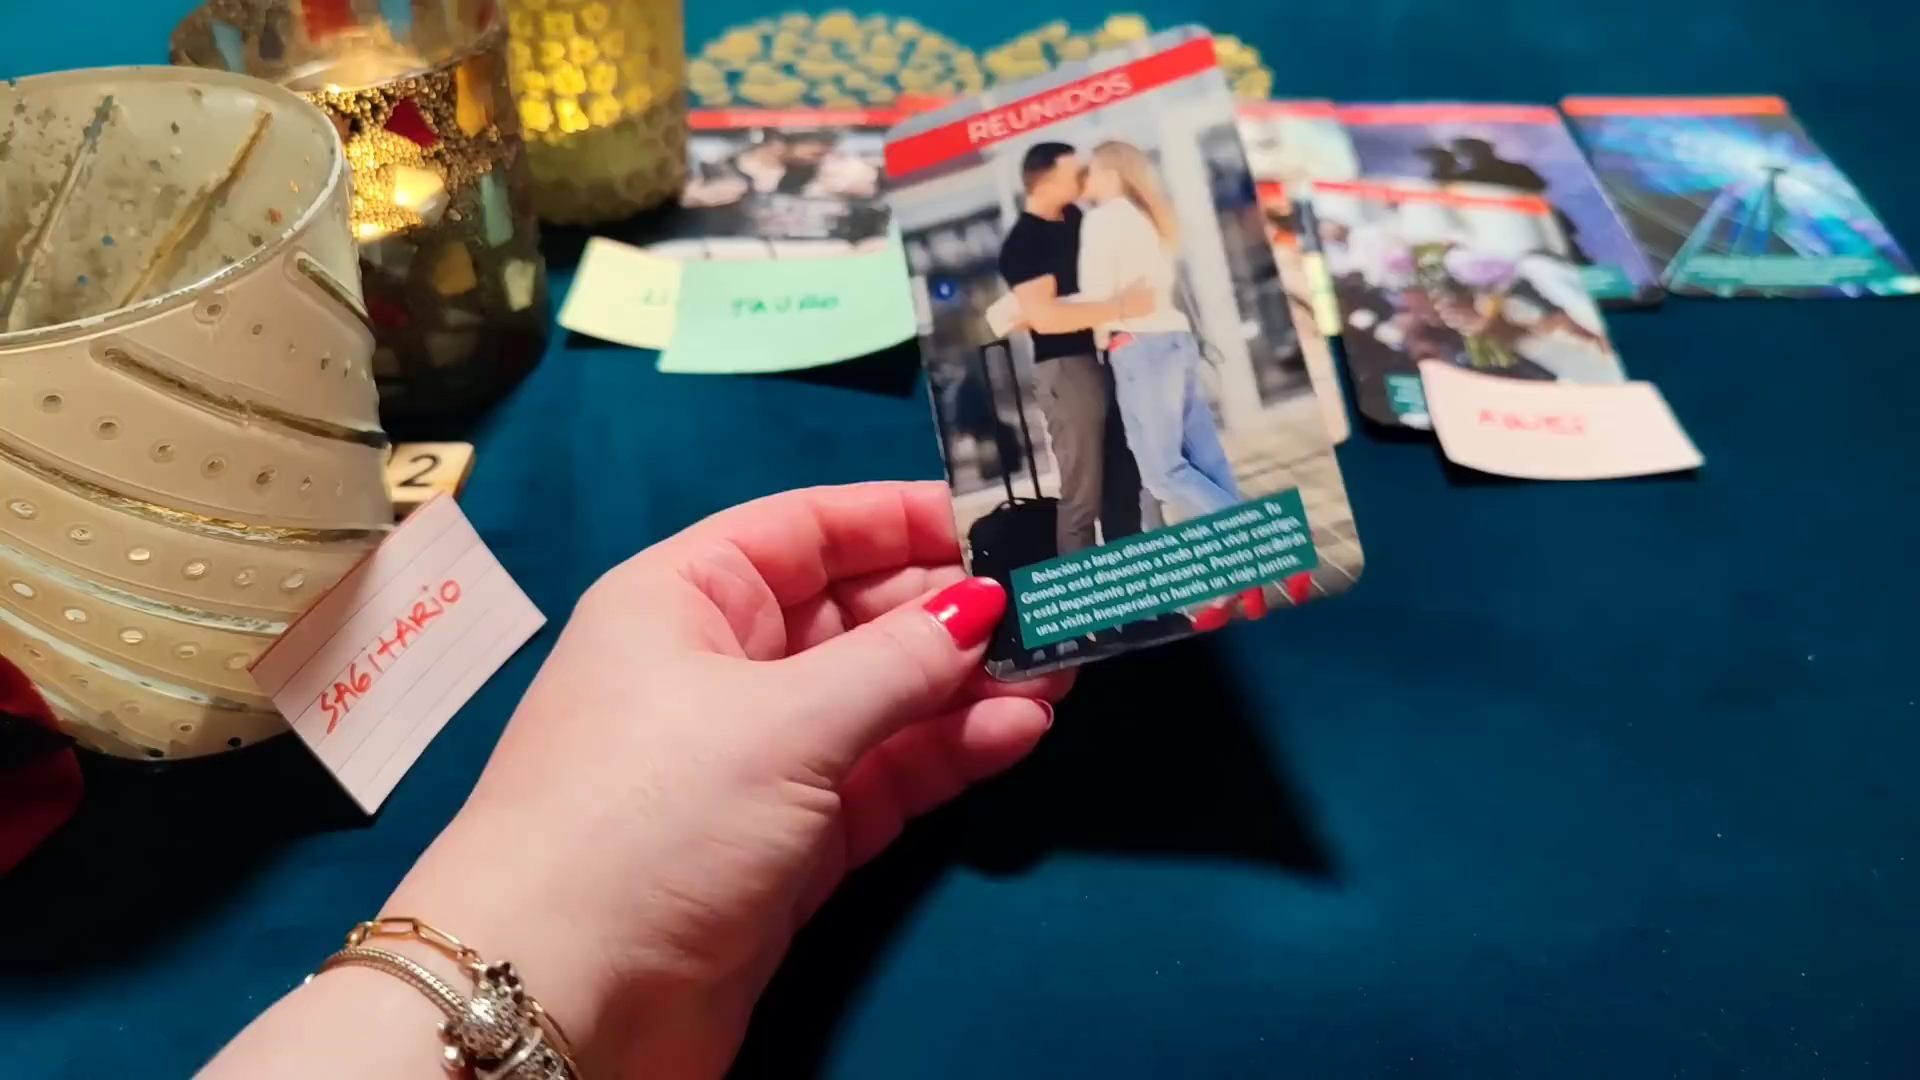 REUNIDOS
TAURO
2
SAGITARIO
Relación a larga distancia, viaje, reunión. Tu
Gemelo está dispuesto a todo para vivir contigo,
y está impaciente por abrazarte. Pronto recibirás
una visita inesperada o haréis un viaje juntos.